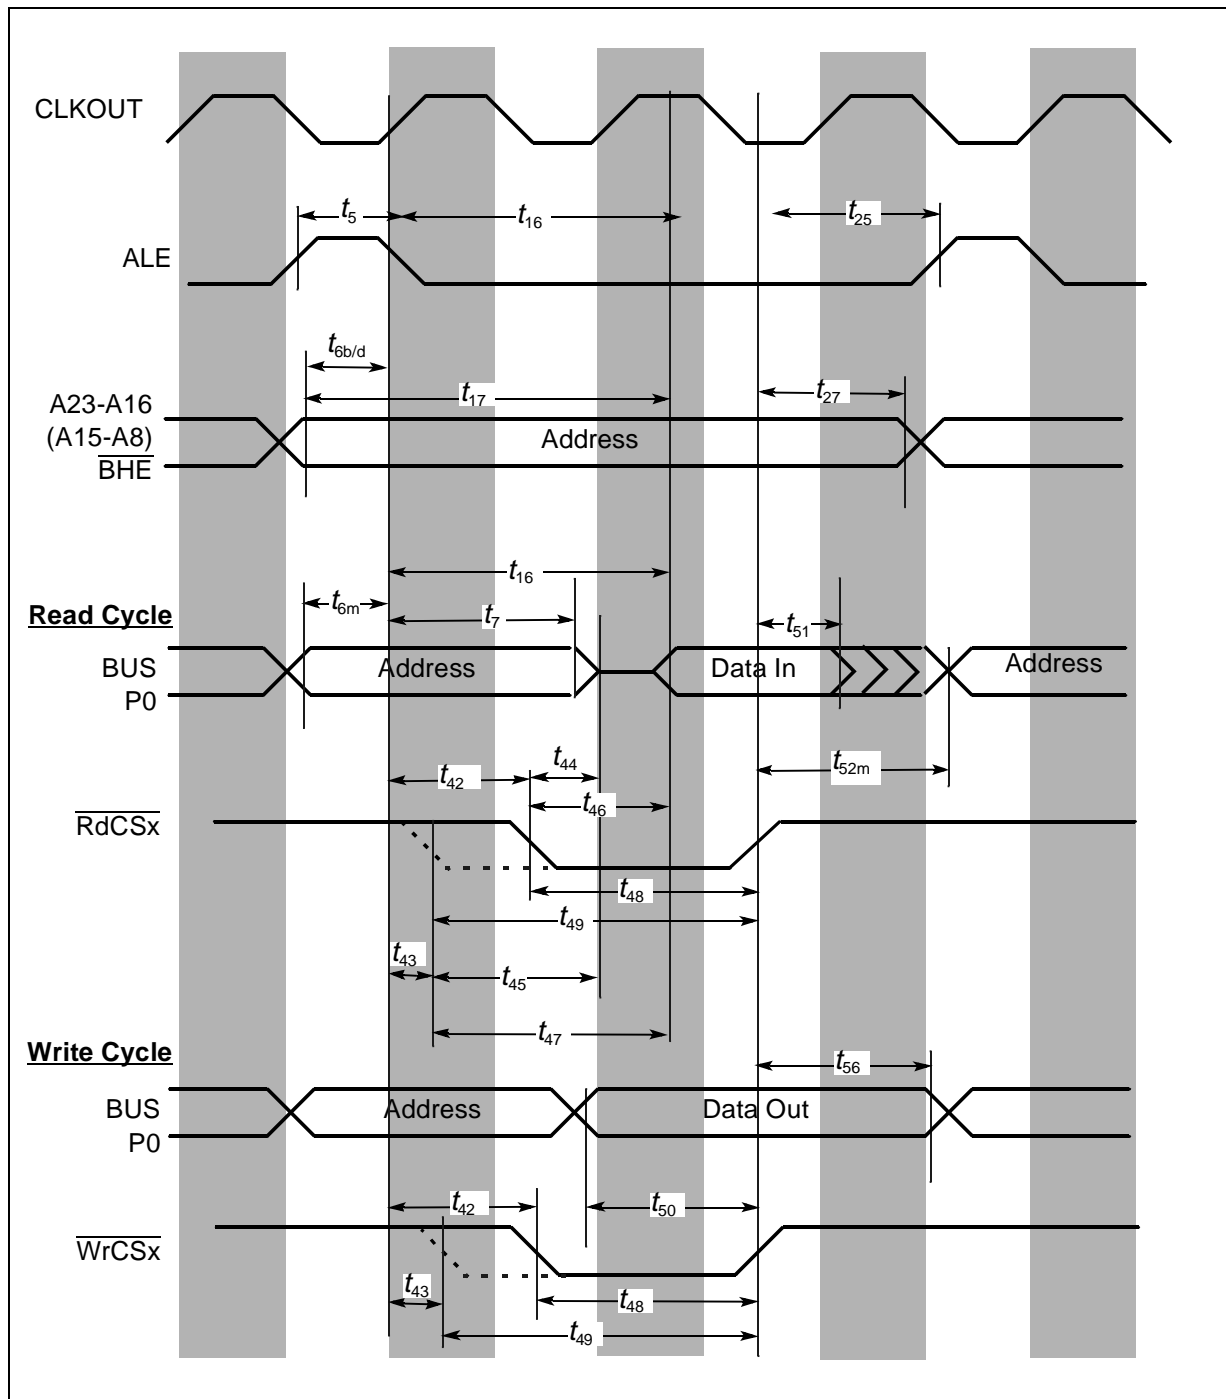 CLKOUT
t5 t16 t25
ALE
t6b/d
t17 t27
A23-A16
(A15-A8) Address
BHE
t16
t6m t7 t51
Read Cycle
BUS Address Data In Address
P0
t44
t42 t52m
t46
RdCSx
t48
t49
t43
t45
t47
Write Cycle
t56
BUS Address Data Out
P0
t42 t50
WrCSx
t43
t48
t49